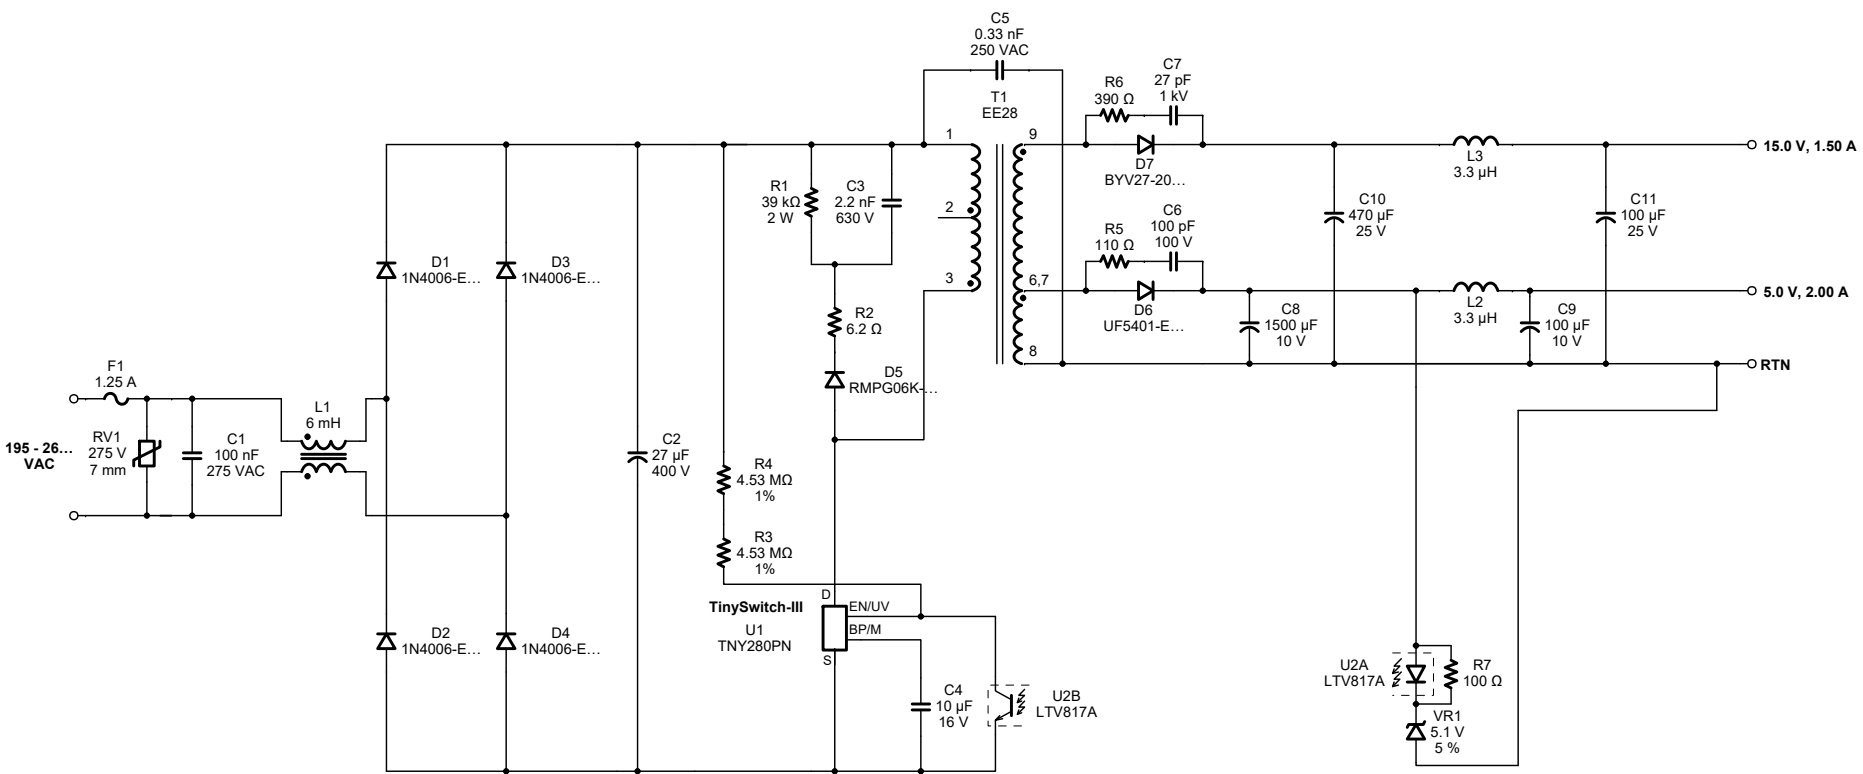 C5
0.33 nF
250 VAC
T1
EE28
C7
27 pF
1 kV
R6
390 Ω
1
9
D7
BYV27-20...
L3
3.3 µH
15.0 V, 1.50 A
R1
39 kΩ
2 W
C3
2.2 nF
630 V
2
C10
470 µF
25 V
C11
100 µF
25 V
C6
100 pF
100 V
R5
110 Ω
D1
1N4006-E...
D3
1N4006-E...
3
6,7
D6
UF5401-E...
L2
3.3 µH
5.0 V, 2.00 A
R2
6.2 Ω
C8
1500 µF
10 V
C9
100 µF
10 V
8
RTN
F1
1.25 A
D5
RMPG06K-...
L1
6 mH
195 - 26...
VAC
RV1
275 V
7 mm
C1
100 nF
275 VAC
C2
27 µF
400 V
R4
4.53 MΩ
1%
R3
4.53 MΩ
1%
TinySwitch-III
U1
TNY280PN
D
EN/UV
BP/M
S
D2
1N4006-E...
D4
1N4006-E...
C4
10 µF
16 V
U2B
LTV817A
U2A
LTV817A
R7
100 Ω
VR1
5.1 V
5 %